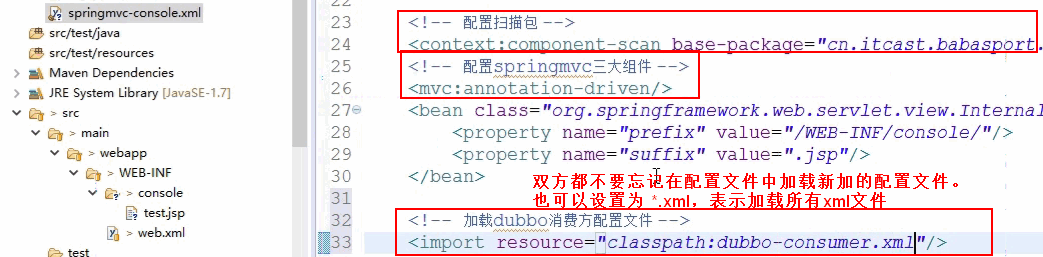 springmvc-console.xml
src/test/java
src/test/resources
Maven Dependencies
JRE System Library [JavaSE-1.7]
> src
> main
> webapp
> WEB-INF
> console
test.jsp
> web.xml
test
22
23 <!-- 配置扫描包 -->
24 <context:component-scan base-package="cn.itcast.babasport.
25 <!-- 配置springmvc三大组件 -->
26 <mvc:annotation-driven/>
27 <bean class="org.springframework.web.servlet.view.Internal
28 <property name="prefix" value="/WEB-INF/console/"/>
29 <property name="suffix" value=".jsp"/>
30 </bean>
双方都不要忘记在配置文件中加载新加的配置文件。
31
也可以设置为 *.xml，表示加载所有xml文件
32 <!-- 加载dubbo消费方配置文件 -->
33 <import resource="classpath:dubbo-consumer.xml"/>